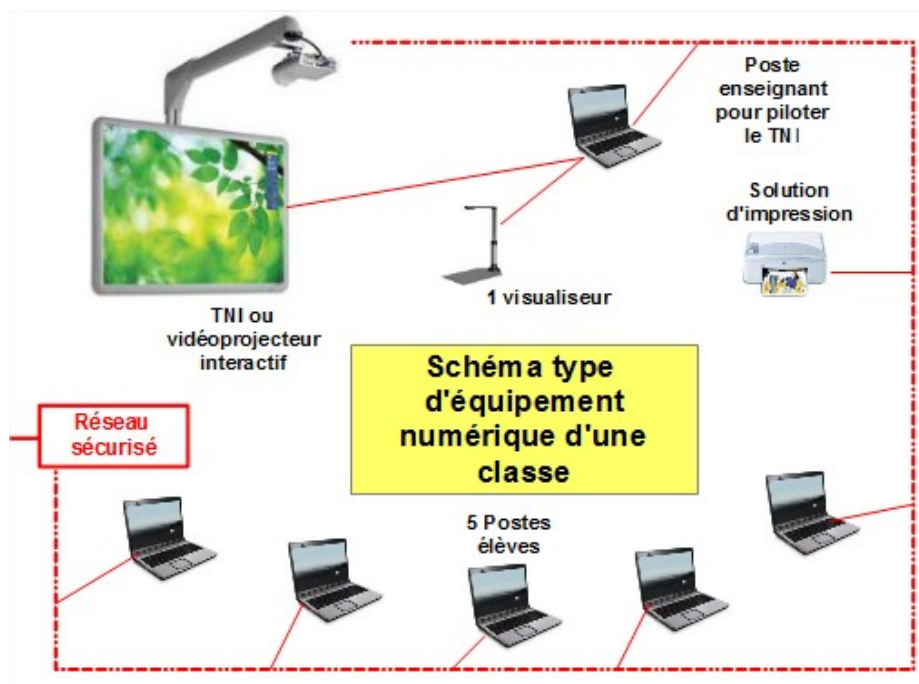 Poste
enseignant
pour piloter
le TNI
Solution
d'impression
1 visualiseur
TNI ou
vidéoprojecteur
interactif
Schéma type
d'équipement
numérique d'une
classe
Réseau
sécurisé
5 Postes
élèves